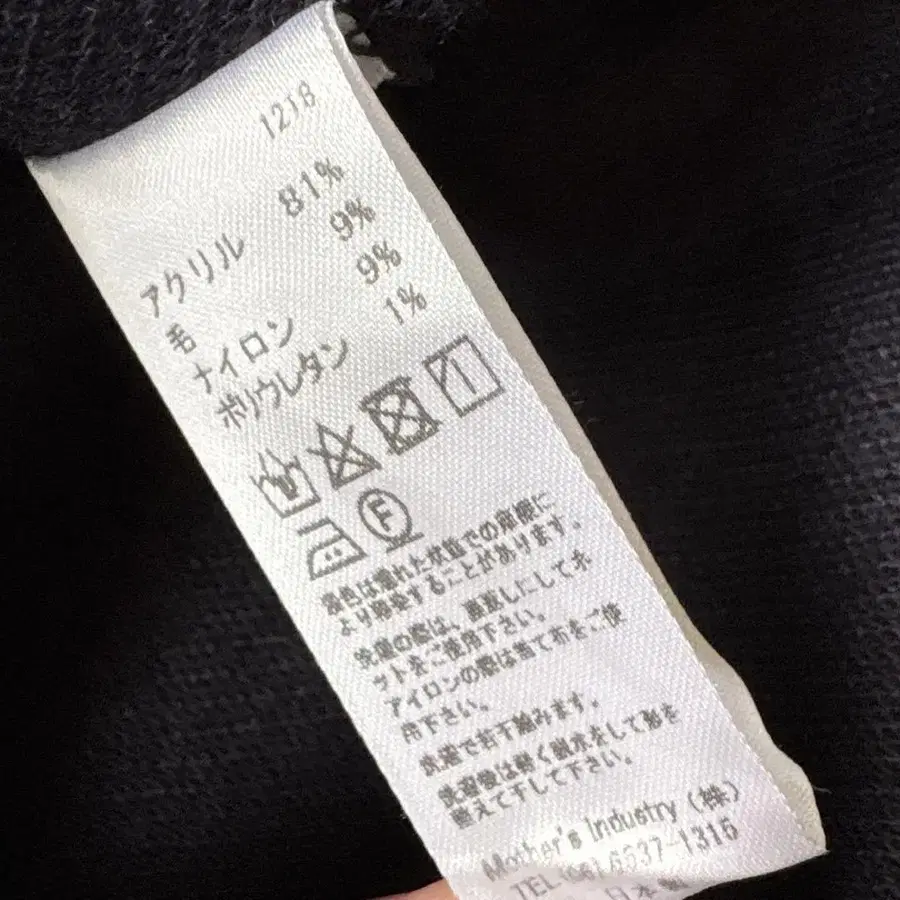 1218
アクリル 81%
毛 9%
ナイロン 9%
ポリウレタン 1%
F
濃色は濡れた状態での摩擦に
より移染することがあります。
洗濯の際は、裏返しにしてネ
ットをご使用下さい。
アイロンの際は当て布をご使
用下さい。
洗濯で若干縮みます。
洗濯後は軽く脱水をして形を
整えて干して下さい。
Mother's Industry (株)
TEL (06) 6537-1315
日本製